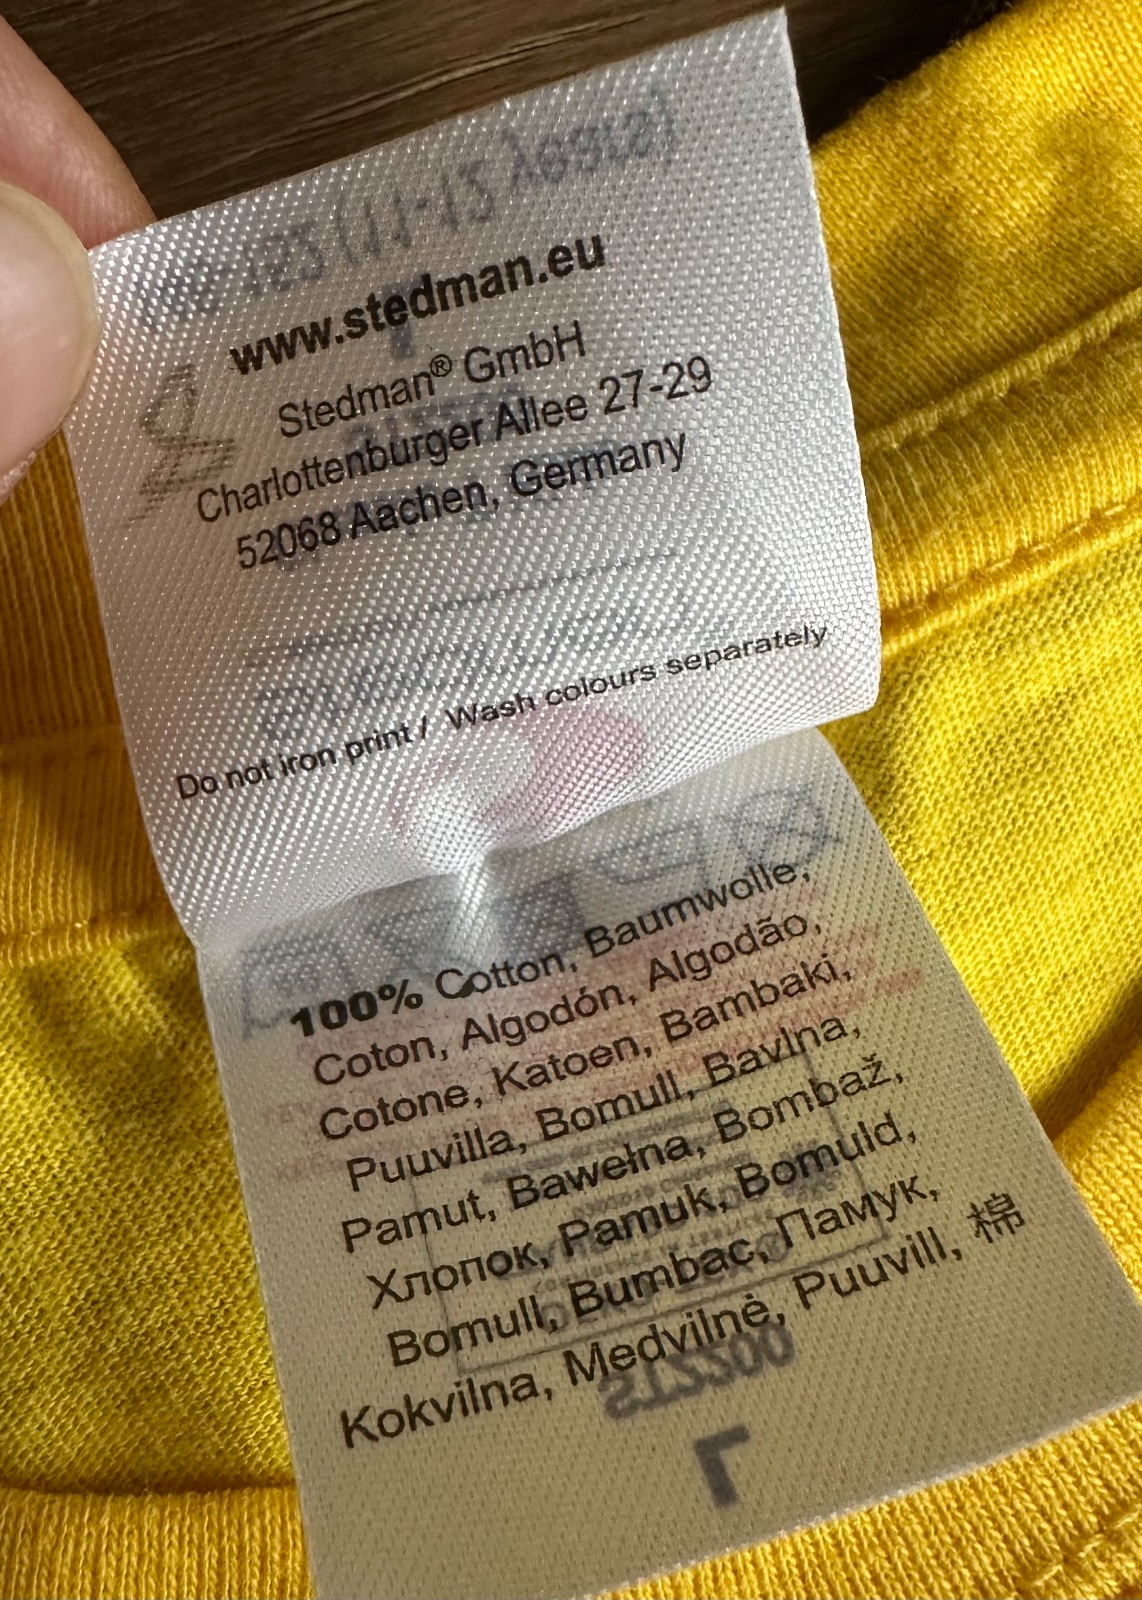 www.stedman.eu
Stedman® GmbH
Charlottenburger Allee 27-29
52068 Aachen, Germany
Do not iron print / Wash colours separately
100% Cotton, Baumwolle,
Coton, Algodón, Algodão,
Cotone, Katoen, Bambaki,
Puuvilla, Bomull, Bavlna,
Pamut, Bawełna, Bombaž,
Хлопок, Pamuk, Bomuld,
Bomull, Bumbac, Памук,
Kokvilna, Medvilnė, Puuvill, 棉
ST2200
L